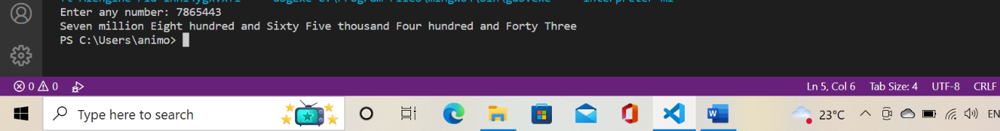 Enter any number: 7865443
Seven million Eight hundred and Sixty Five thousand Four hundred and Forty Three
PS C:\Users\animo>
0 0
Ln 5, Col 6 Tab Size: 4 UTF-8 CRLF
Type here to search
23°C EN